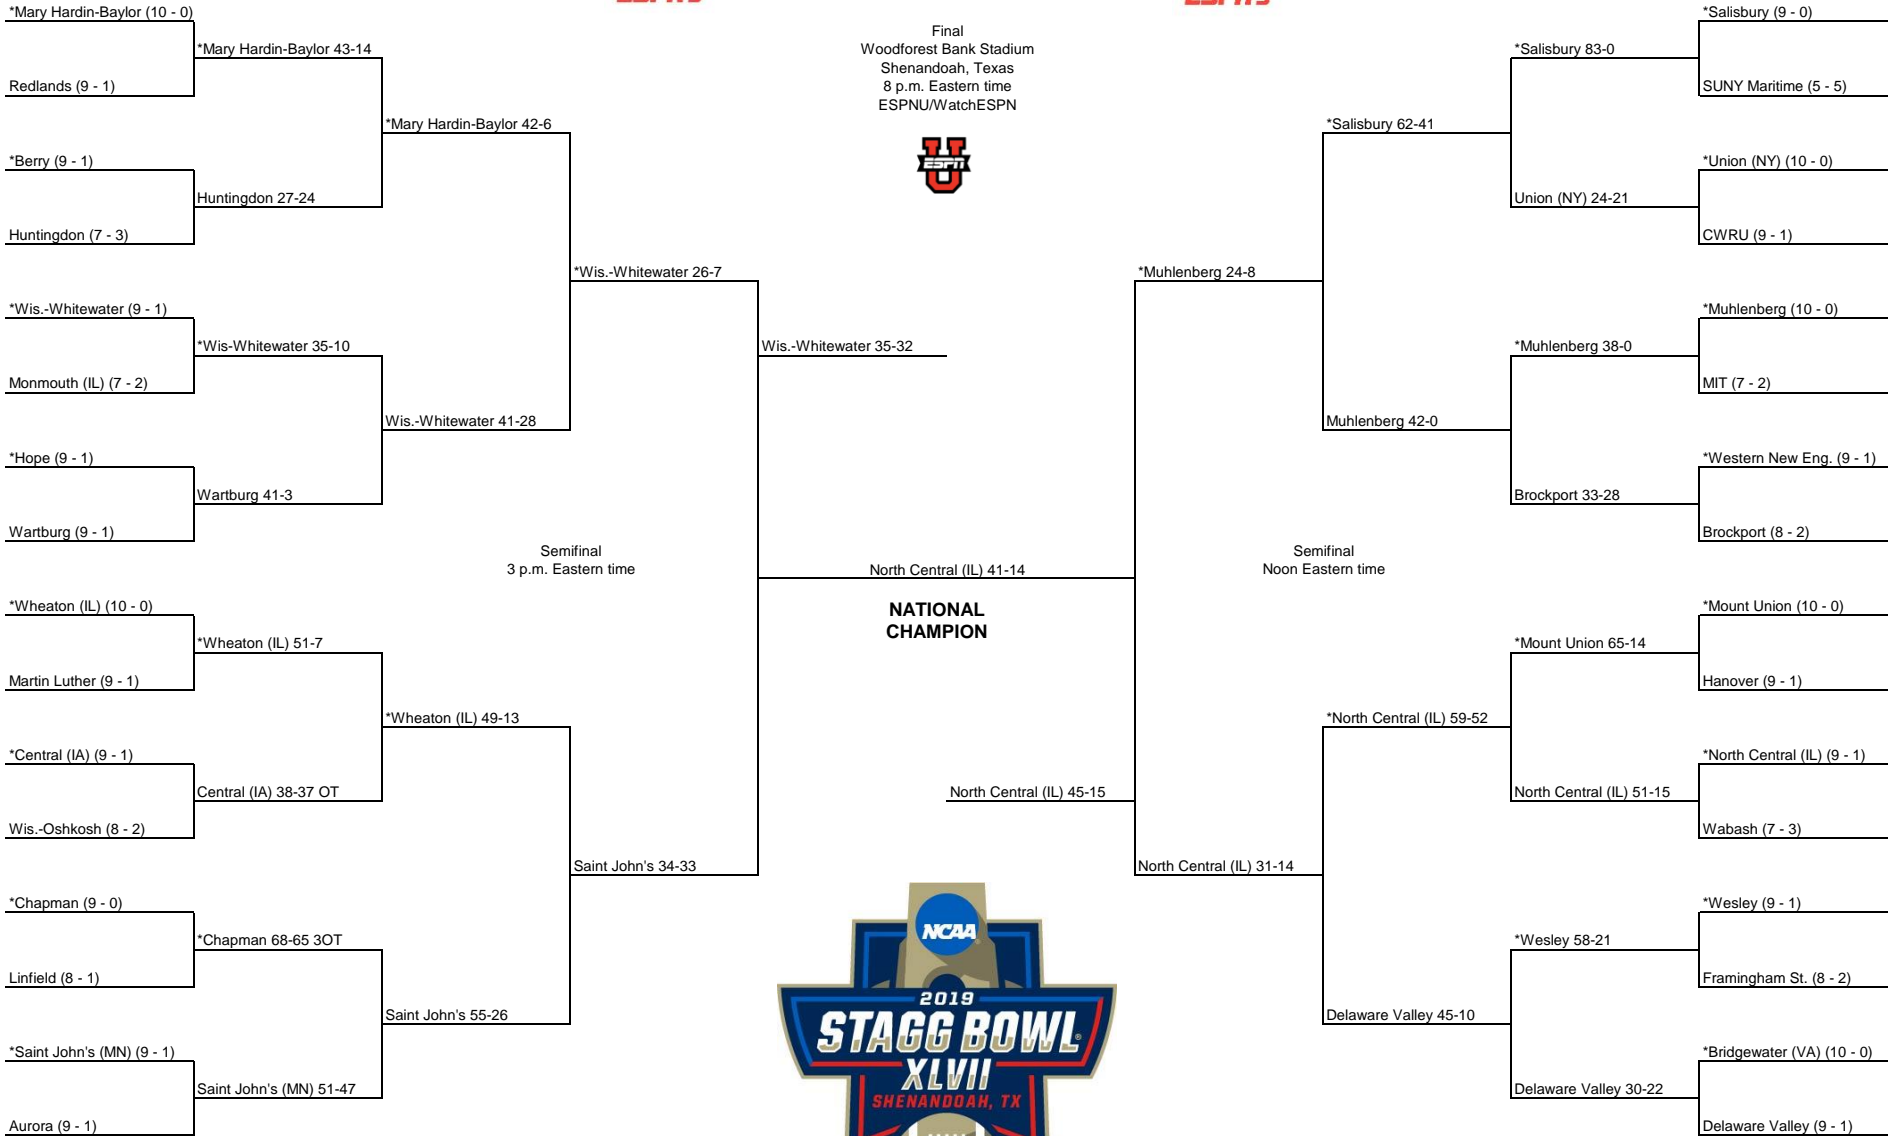 *Mary Hardin-Baylor (10 - 0)
Redlands (9 - 1)
*Berry (9 - 1)
Huntingdon (7 - 3)
*Wis.-Whitewater (9 - 1)
Monmouth (IL) (7 - 2)
*Hope (9 - 1)
Wartburg (9 - 1)
*Wheaton (IL) (10 - 0)
Martin Luther (9 - 1)
*Central (IA) (9 - 1)
Wis.-Oshkosh (8 - 2)
*Chapman (9 - 0)
Linfield (8 - 1)
*Saint John's (MN) (9 - 1)
Aurora (9 - 1)
*Mary Hardin-Baylor 43-14
Huntingdon 27-24
*Wis-Whitewater 35-10
Wartburg 41-3
*Wheaton (IL) 51-7
Central (IA) 38-37 OT
*Chapman 68-65 3OT
Saint John's (MN) 51-47
*Mary Hardin-Baylor 42-6
Wis.-Whitewater 41-28
*Wheaton (IL) 49-13
Saint John's 55-26
*Wis.-Whitewater 26-7
Saint John's 34-33
Semifinal
3 p.m. Eastern time
Wis.-Whitewater 35-32
Final
Woodforest Bank Stadium
Shenandoah, Texas
8 p.m. Eastern time
ESPNU/WatchESPN
U
ESPN
North Central (IL) 41-14
NATIONAL
CHAMPION
North Central (IL) 45-15
NCAA
2019
STAGG BOWL
XLVII
SHENANDOAH, TX
*Muhlenberg 24-8
North Central (IL) 31-14
Semifinal
Noon Eastern time
*Salisbury 62-41
Muhlenberg 42-0
*North Central (IL) 59-52
Delaware Valley 45-10
*Salisbury 83-0
Union (NY) 24-21
*Muhlenberg 38-0
Brockport 33-28
*Mount Union 65-14
North Central (IL) 51-15
*Wesley 58-21
Delaware Valley 30-22
*Salisbury (9 - 0)
SUNY Maritime (5 - 5)
*Union (NY) (10 - 0)
CWRU (9 - 1)
*Muhlenberg (10 - 0)
MIT (7 - 2)
*Western New Eng. (9 - 1)
Brockport (8 - 2)
*Mount Union (10 - 0)
Hanover (9 - 1)
*North Central (IL) (9 - 1)
Wabash (7 - 3)
*Wesley (9 - 1)
Framingham St. (8 - 2)
*Bridgewater (VA) (10 - 0)
Delaware Valley (9 - 1)